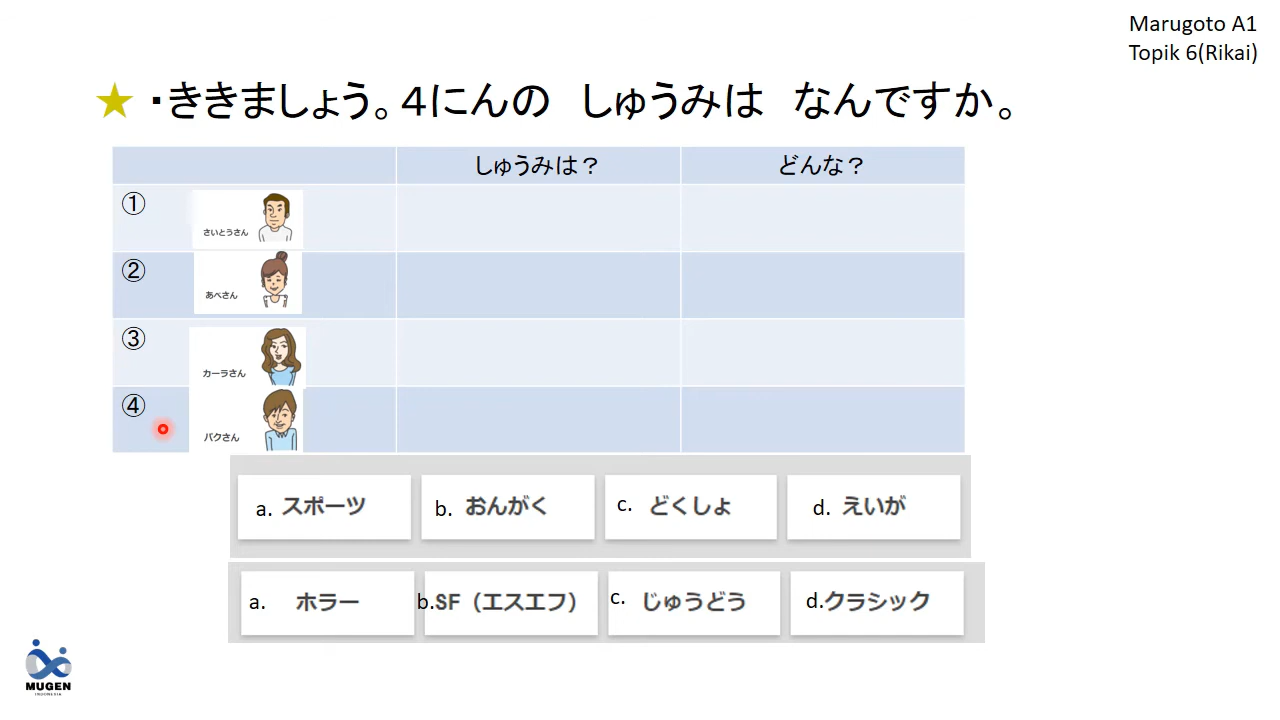 Marugoto A1
Topik 6(Rikai)
★・ききましょう。４にんの　しゅうみは　なんですか。
しゅうみは？ どんな？
①
さいとうさん
②
あべさん
③
カーラさん
④
パクさん
a. スポーツ b. おんがく c. どくしょ d. えいが
a. ホラー b.SF（エスエフ） c. じゅうどう d.クラシック
MUGEN
INDONESIA